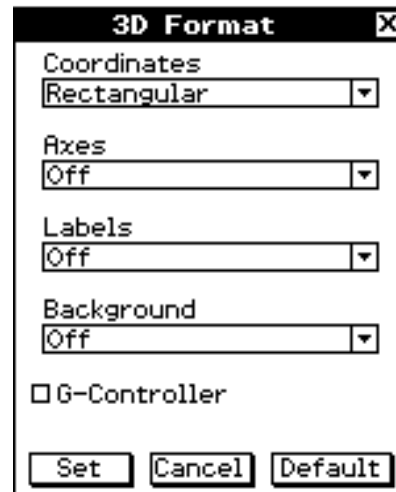 3D Format
Coordinates
Rectangular
Axes
Off
Labels
Off
Background
Off
G-Controller
Set Cancel Default